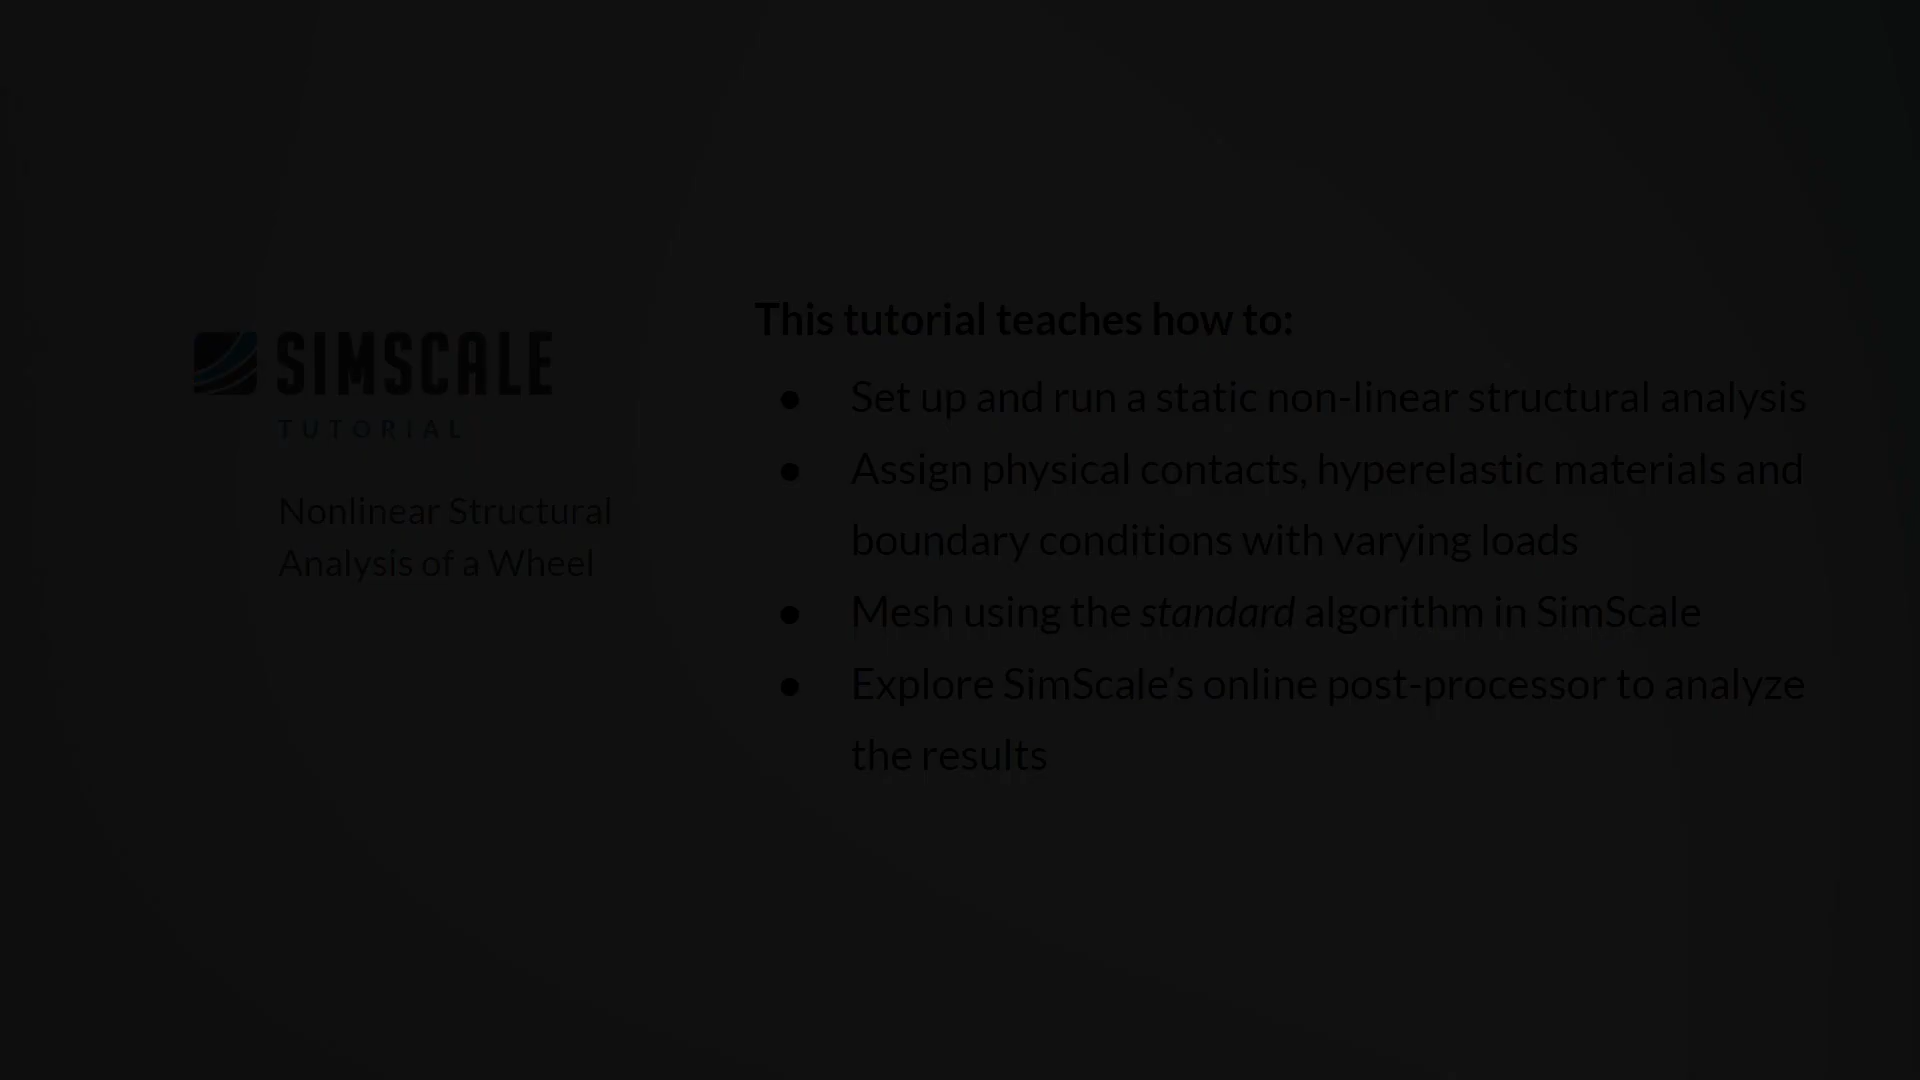 SIMSCALE
TUTORIAL
Nonlinear Structural
Analysis of a Wheel
This tutorial teaches how to:
● Set up and run a static non-linear structural analysis
● Assign physical contacts, hyperelastic materials and
boundary conditions with varying loads
● Mesh using the standard algorithm in SimScale
● Explore SimScale’s online post-processor to analyze
the results